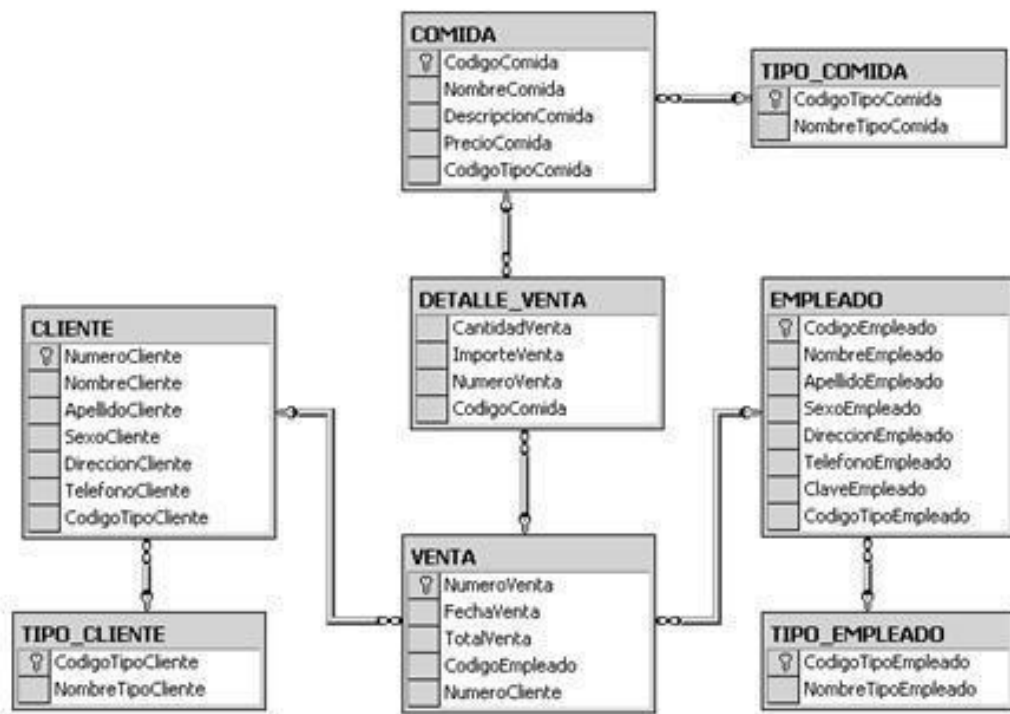 COMIDA
CodigoComida
NombreComida
DescripcionComida
PrecioComida
CodigoTipoComida
TIPO_COMIDA
CodigoTipoComida
NombreTipoComida
DETALLE_VENTA
CantidadVenta
ImporteVenta
NumeroVenta
CodigoComida
CLIENTE
NumeroCliente
NombreCliente
ApellidoCliente
SexoCliente
DireccionCliente
TelefonoCliente
CodigoTipoCliente
EMPLEADO
CodigoEmpleado
NombreEmpleado
ApellidoEmpleado
SexoEmpleado
DireccionEmpleado
TelefonoEmpleado
ClaveEmpleado
CodigoTipoEmpleado
VENTA
NumeroVenta
FechaVenta
TotalVenta
CodigoEmpleado
NumeroCliente
TIPO_CLIENTE
CodigoTipoCliente
NombreTipoCliente
TIPO_EMPLEADO
CodigoTipoEmpleado
NombreTipoEmpleado